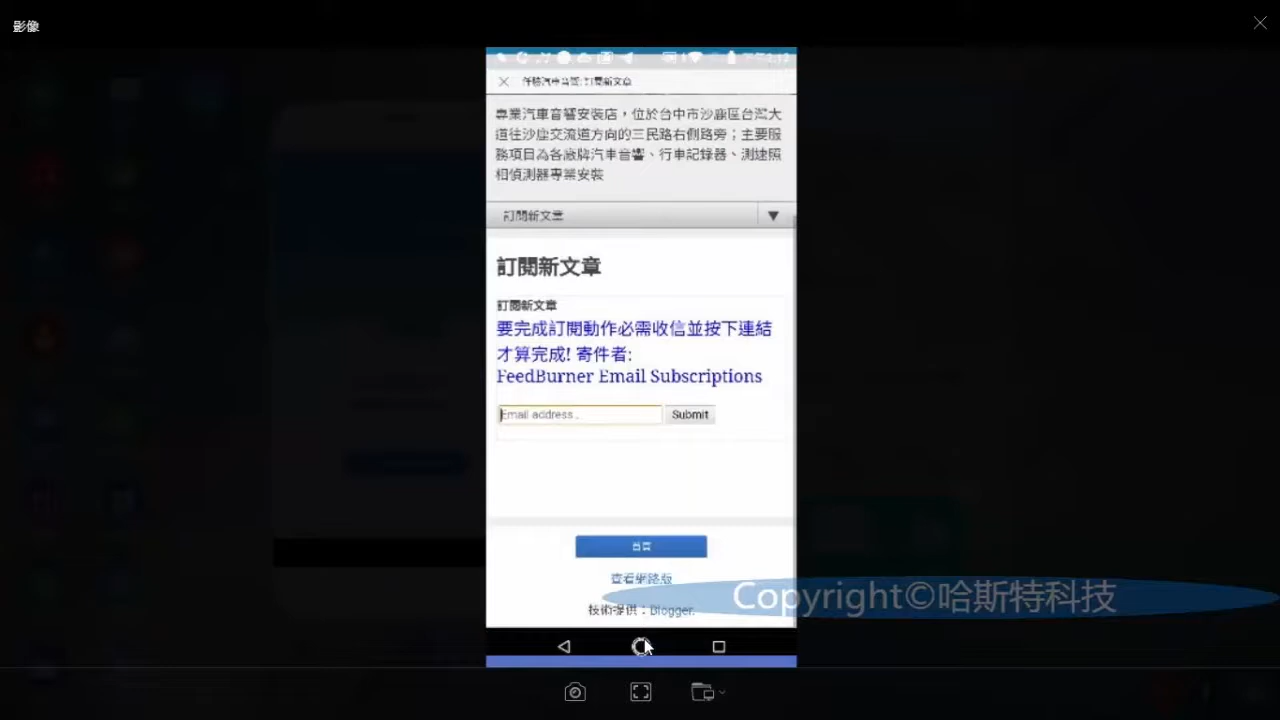 影像
訂閱新文章
專業汽車音響安裝店，位於台中市沙鹿區台灣大
道往沙鹿交流道方向的三民路右側路旁；主要服
務項目為各廠牌汽車音響、行車記錄器、測速照
相偵測器專業安裝
訂閱新文章
訂閱新文章
訂閱新文章
要完成訂閱動作必需收信並按下連結
才算完成! 寄件者:
FeedBurner Email Subscriptions
Email address...
Submit
首頁
查看網路版
Copyright©哈斯特科技
技術提供：Blogger.